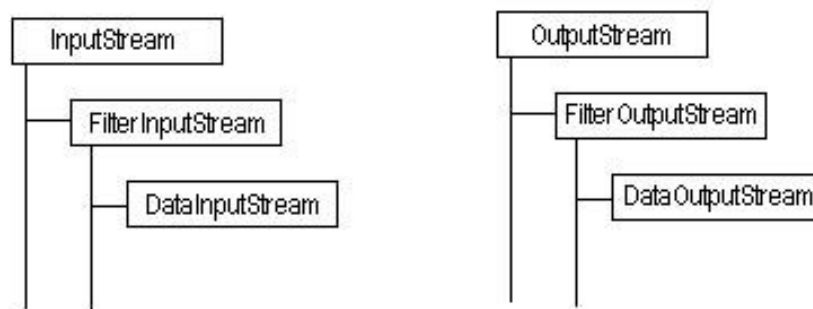 InputStream
FilterInputStream
DataInputStream
OutputStream
FilterOutputStream
DataOutputStream